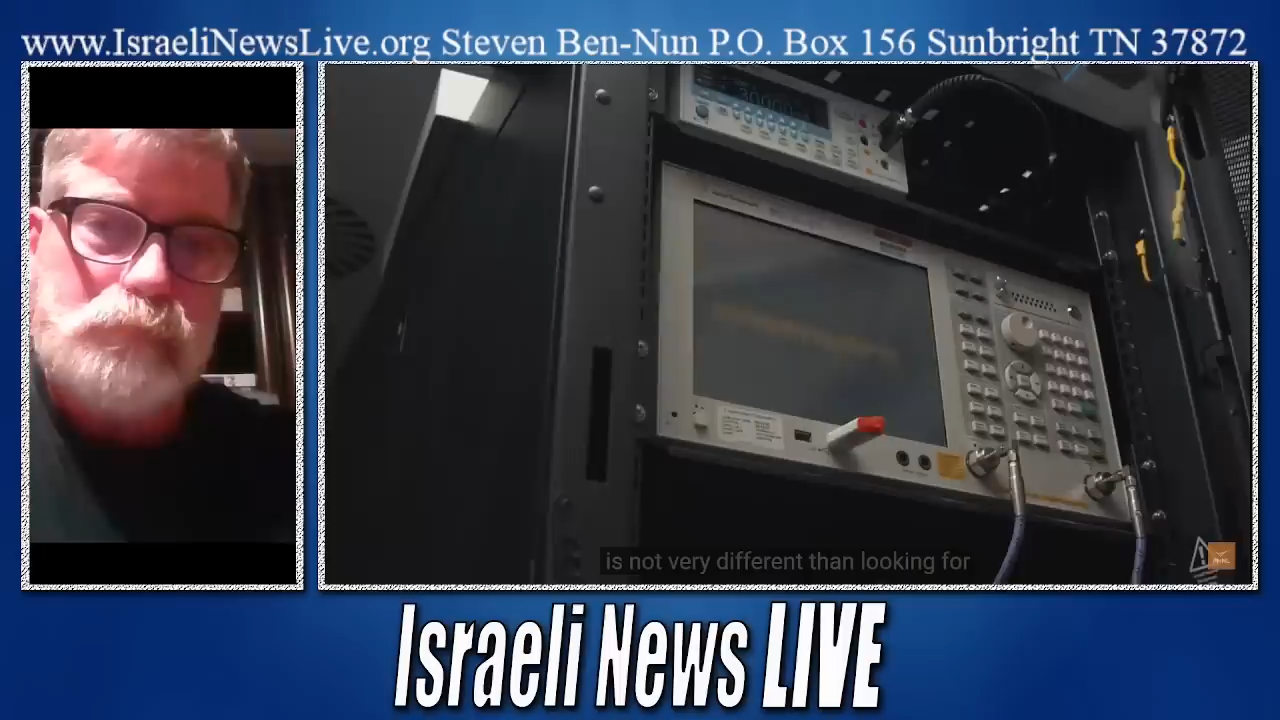 www.IsraeliNewsLive.org Steven Ben-Nun P.O. Box 156 Sunbright TN 37872
is not very different than looking for
Israeli News LIVE